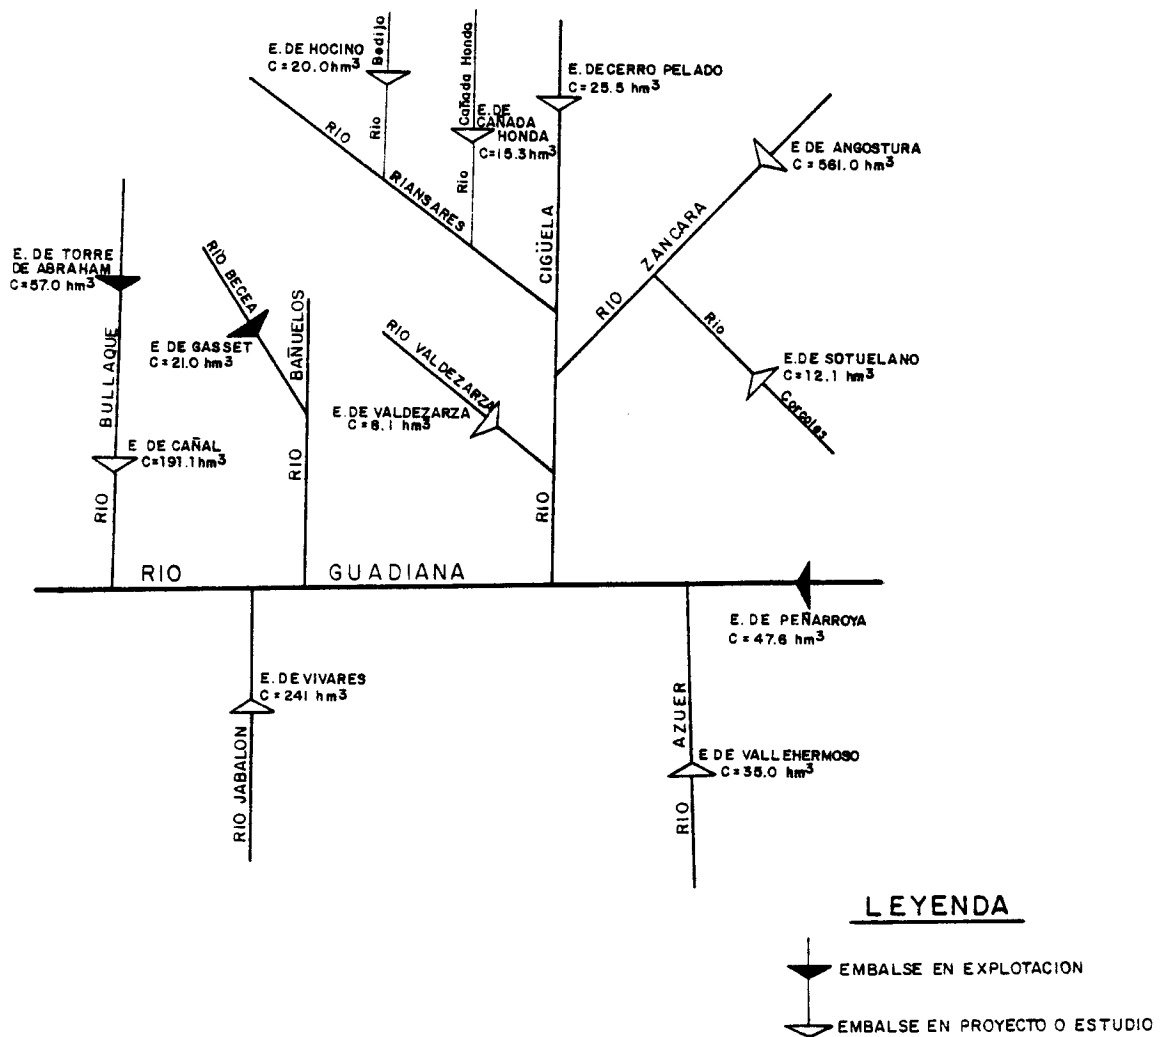 E. DE HOCINO
C = 20.0 hm³
Rio Bedija
Rio Cañada Honda
E. DE
CAÑADA
HONDA
C=15.3 hm³
E. DE CERRO PELADO
C = 25.5 hm³
RIO RIANSARES
E DE ANGOSTURA
C = 561.0 hm³
RIO ZANCARA
RIO CIGÜELA
E. DE TORRE
DE ABRAHAM
C=57.0 hm³
RIO BECEA
E DE GASSET
C= 21.0 hm³
RIO BAÑUELOS
RIO VALDEZARZA
E. DE VALDEZARZA
C= 8.1 hm³
Rio Corcoles
E. DE SOTUELANO
C = 12.1 hm³
RIO BULLAQUE
E DE CAÑAL
C=191.1 hm³
RIO GUADIANA
E. DE PEÑARROYA
C = 47.6 hm³
E. DE VIVARES
C = 241 hm³
RIO JABALON
RIO AZUER
E DE VALLEHERMOSO
C = 35.0 hm³
LEYENDA
EMBALSE EN EXPLOTACION
EMBALSE EN PROYECTO O ESTUDIO